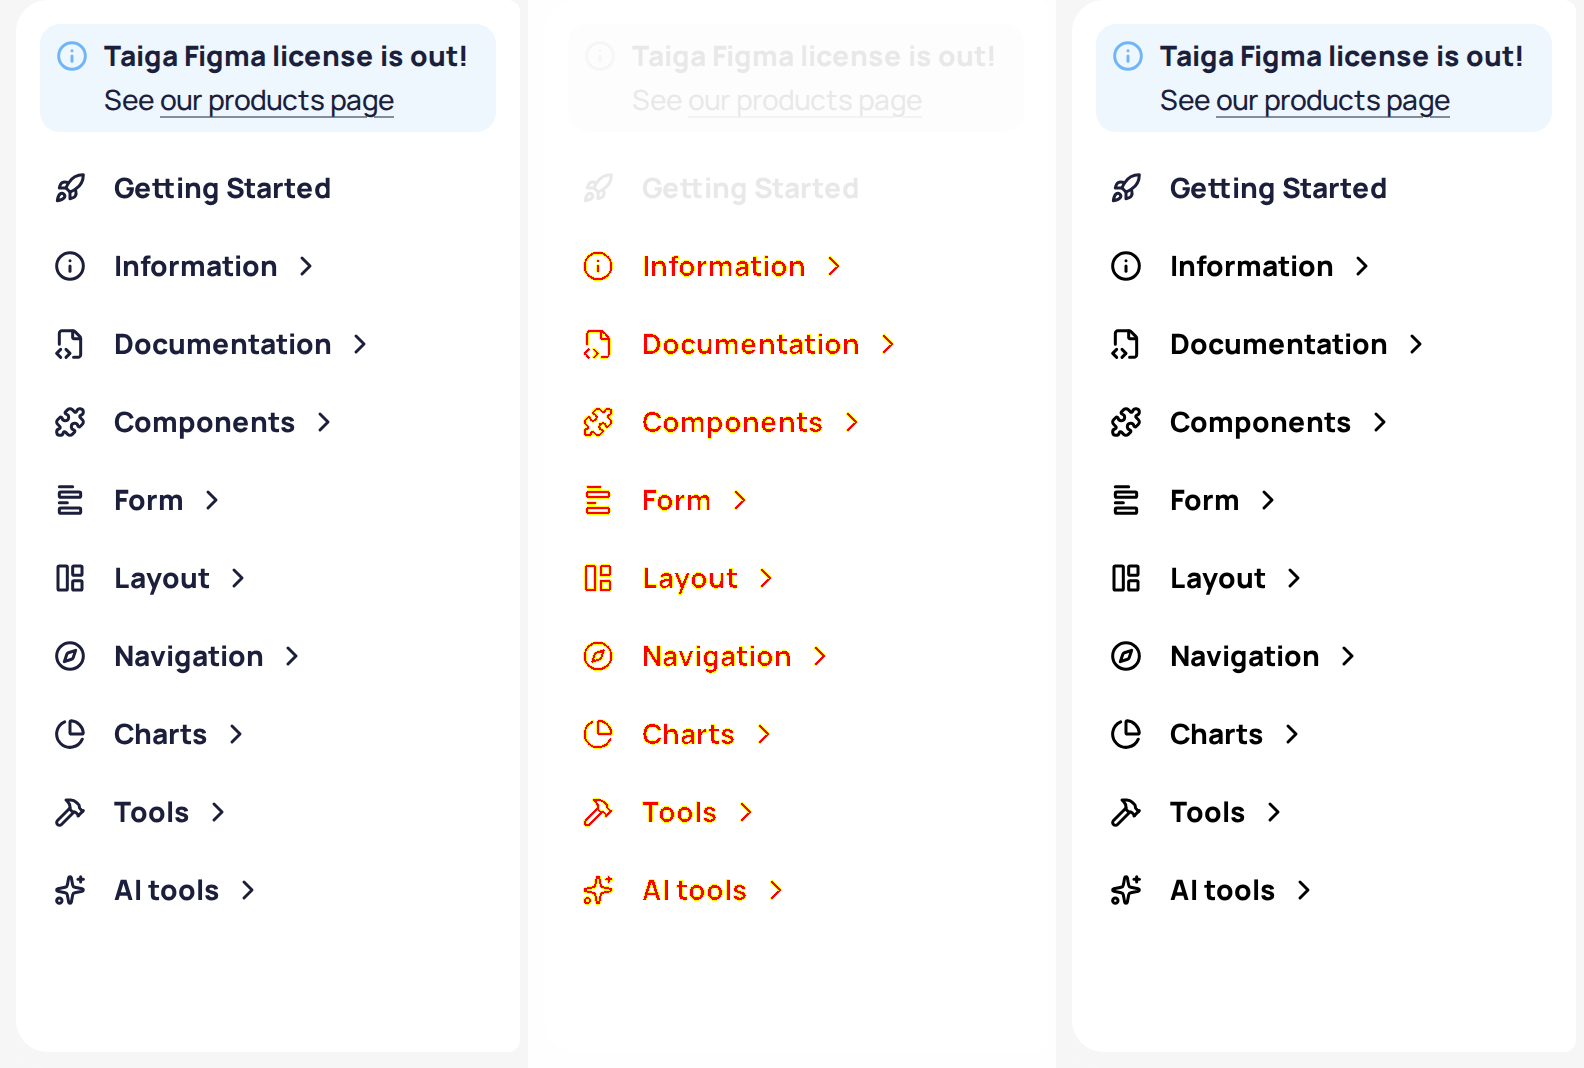 Taiga Figma license is out!
See our products page
Getting Started
Information
Documentation
Components
Form
Layout
Navigation
Charts
Tools
AI tools
Taiga Figma license is out!
See our products page
Getting Started
Information
Documentation
Components
Form
Layout
Navigation
Charts
Tools
AI tools
Taiga Figma license is out!
See our products page
Getting Started
Information
Documentation
Components
Form
Layout
Navigation
Charts
Tools
AI tools